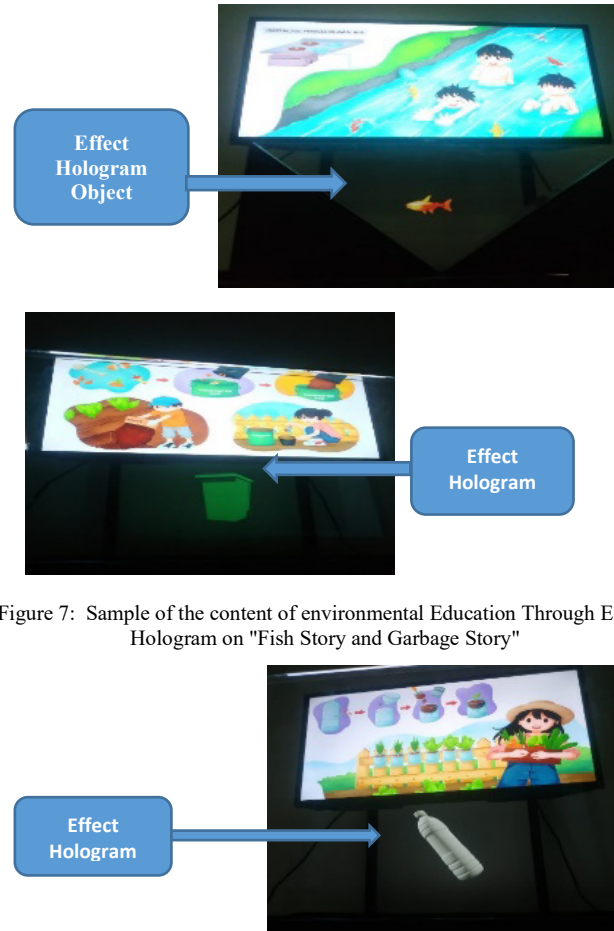 Effect
Hologram
Object
Effect
Hologram
Figure 7: Sample of the content of environmental Education Through E
Hologram on "Fish Story and Garbage Story"
Effect
Hologram